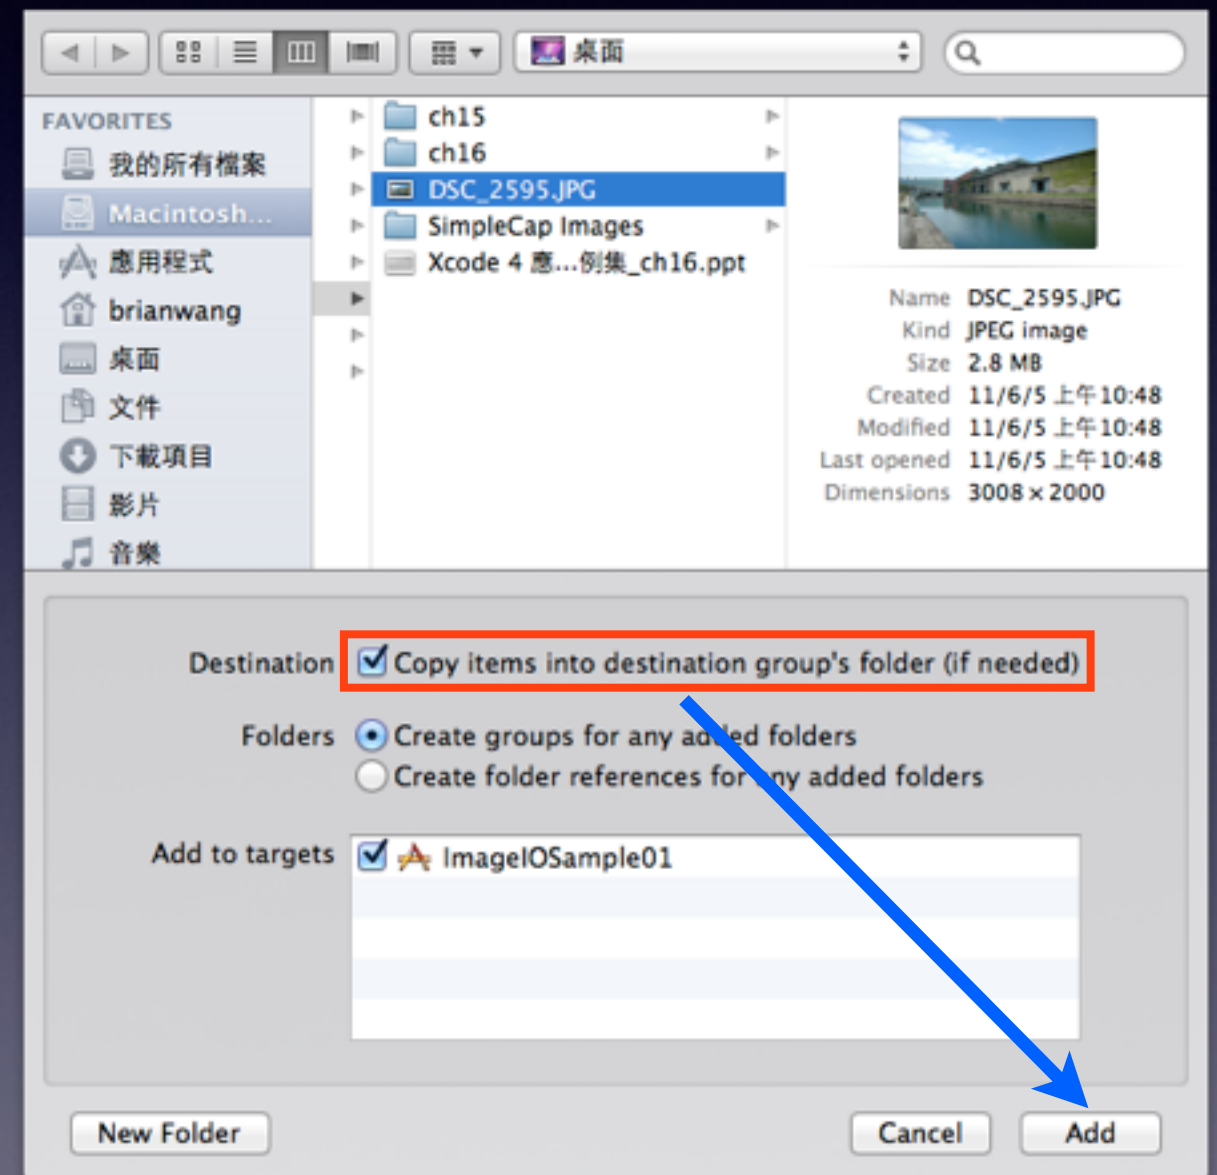 桌面
FAVORITES
我的所有檔案
Macintosh...
應用程式
brianwang
桌面
文件
下載項目
影片
音樂
ch15
ch16
DSC_2595.JPG
SimpleCap Images
Xcode 4 應...例集_ch16.ppt
Name DSC_2595.JPG
Kind JPEG image
Size 2.8 MB
Created 11/6/5 上午10:48
Modified 11/6/5 上午10:48
Last opened 11/6/5 上午10:48
Dimensions 3008 × 2000
Destination Copy items into destination group's folder (if needed)
Folders Create groups for any added folders
Create folder references for any added folders
Add to targets ImageIOSample01
New Folder Cancel Add